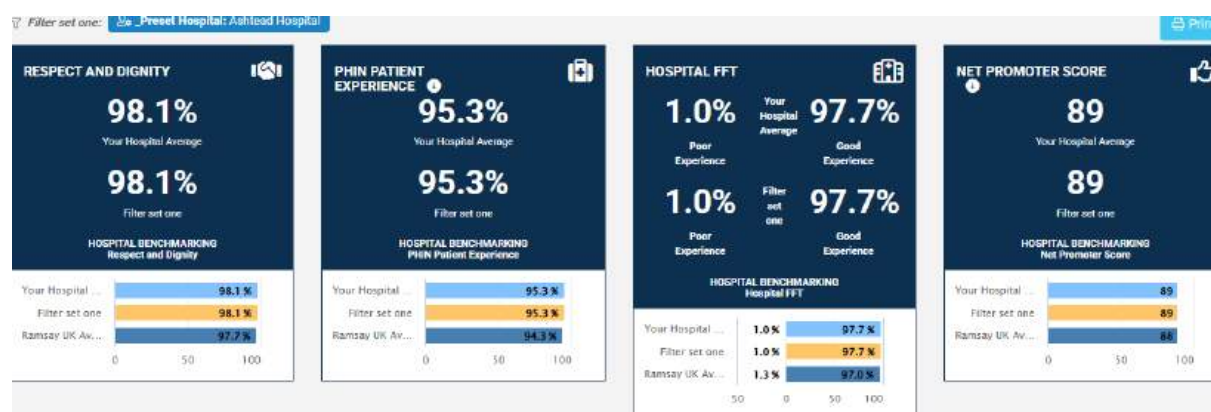 Filter set one: _Preset Hospital: Ashtead Hospital
Print
RESPECT AND DIGNITY
98.1%
Your Hospital Average
98.1%
Filter set one
HOSPITAL BENCHMARKING
Respect and Dignity
Your Hospital ... 98.1 %
Filter set one 98.1 %
Ramsay UK Av... 97.7 %
0 50 100
PHIN PATIENT
EXPERIENCE
95.3%
Your Hospital Average
95.3%
Filter set one
HOSPITAL BENCHMARKING
PHIN Patient Experience
Your Hospital ... 95.3 %
Filter set one 95.3 %
Ramsay UK Av... 94.3 %
0 50 100
HOSPITAL FFT
1.0% Your Hospital Average 97.7%
Poor Experience Good Experience
1.0% Filter set one 97.7%
Poor Experience Good Experience
HOSPITAL BENCHMARKING
Hospital FFT
Your Hospital ... 1.0 % 97.7 %
Filter set one 1.0 % 97.7 %
Ramsay UK Av... 1.3 % 97.0 %
50 0 50 100
NET PROMOTER SCORE
89
Your Hospital Average
89
Filter set one
HOSPITAL BENCHMARKING
Net Promoter Score
Your Hospital ... 89
Filter set one 89
Ramsay UK Av...
0 50 100